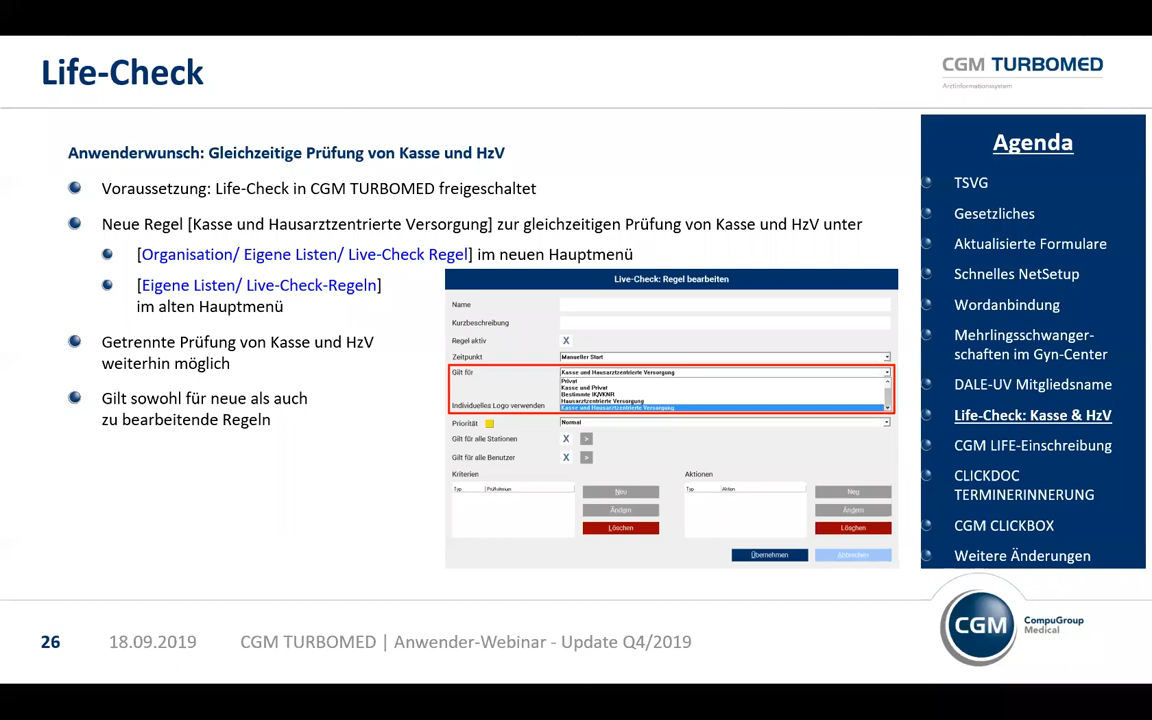 Life-Check
CGM TURBOMED
Arztinformationssystem
Anwenderwunsch: Gleichzeitige Prüfung von Kasse und HzV
Voraussetzung: Life-Check in CGM TURBOMED freigeschaltet
Neue Regel [Kasse und Hausarztzentrierte Versorgung] zur gleichzeitigen Prüfung von Kasse und HzV unter
[Organisation/ Eigene Listen/ Live-Check Regel] im neuen Hauptmenü
[Eigene Listen/ Live-Check-Regeln]
im alten Hauptmenü
Getrennte Prüfung von Kasse und HzV
weiterhin möglich
Gilt sowohl für neue als auch
zu bearbeitende Regeln
Live-Check: Regel bearbeiten
Name
Kurzbeschreibung
Regel aktiv X
Zeitpunkt Manueller Start
Gilt für Kasse und Hausarztzentrierte Versorgung
Privat
Kasse und Privat
Bestimmte IK/VKNR
Hausarztzentrierte Versorgung
Individuelles Logo verwenden Kasse und Hausarztzentrierte Versorgung
Priorität Normal
Gilt für alle Stationen X >
Gilt für alle Benutzer X >
Kriterien Aktionen
Typ Prüfkriterium Neu Typ Aktion Neu
Ändern Ändern
Löschen Löschen
Übernehmen Abbrechen
Agenda
TSVG
Gesetzliches
Aktualisierte Formulare
Schnelles NetSetup
Wordanbindung
Mehrlingsschwanger-
schaften im Gyn-Center
DALE-UV Mitgliedsname
Life-Check: Kasse & HzV
CGM LIFE-Einschreibung
CLICKDOC
TERMINERINNERUNG
CGM CLICKBOX
Weitere Änderungen
26 18.09.2019 CGM TURBOMED | Anwender-Webinar - Update Q4/2019
CGM
CompuGroup
Medical